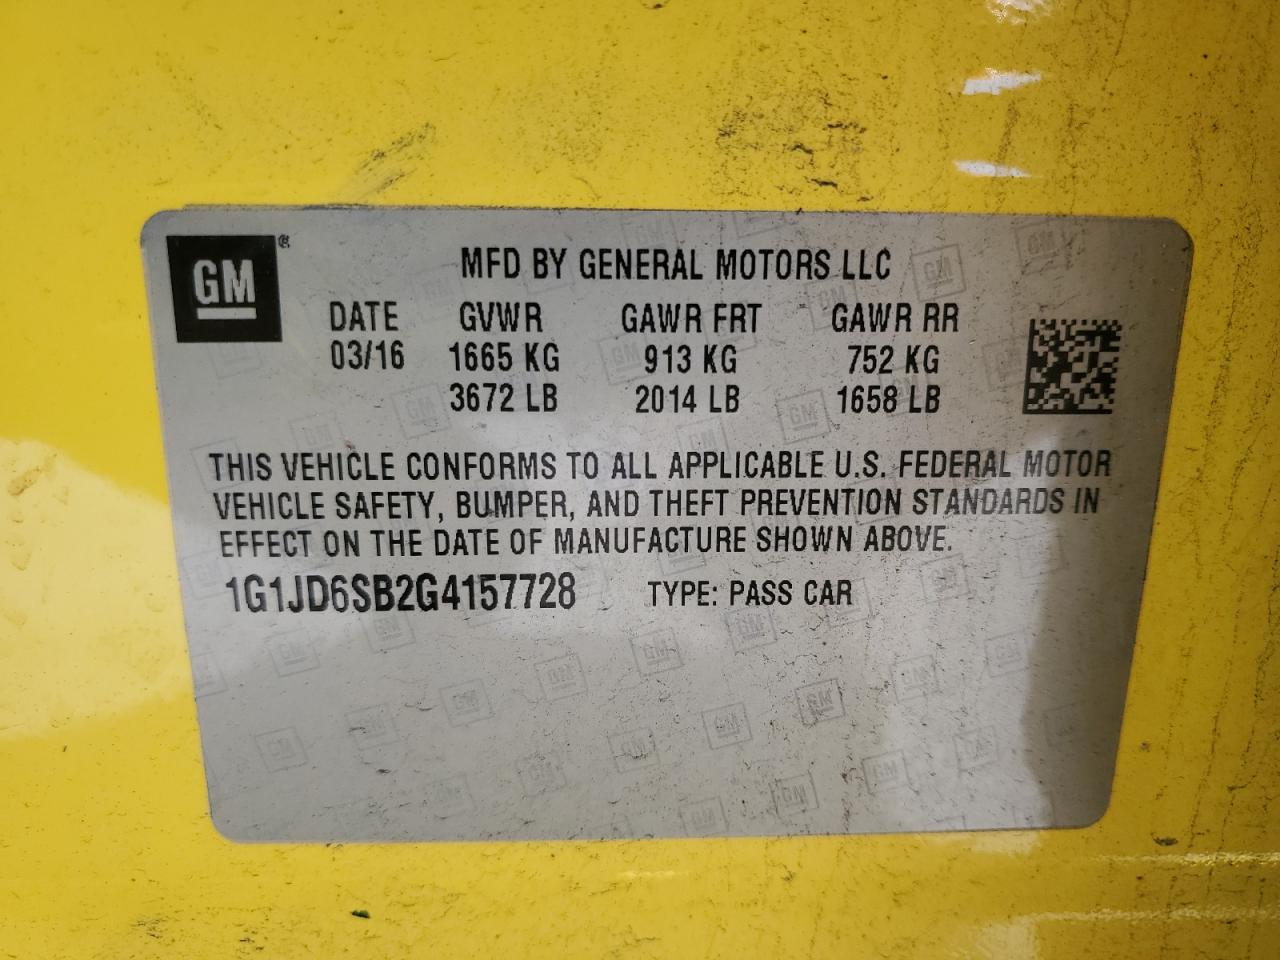 GM ®
MFD BY GENERAL MOTORS LLC
DATE GVWR GAWR FRT GAWR RR
03/16 1665 KG 913 KG 752 KG
3672 LB 2014 LB 1658 LB
THIS VEHICLE CONFORMS TO ALL APPLICABLE U.S. FEDERAL MOTOR
VEHICLE SAFETY, BUMPER, AND THEFT PREVENTION STANDARDS IN
EFFECT ON THE DATE OF MANUFACTURE SHOWN ABOVE.
1G1JD6SB2G4157728 TYPE: PASS CAR